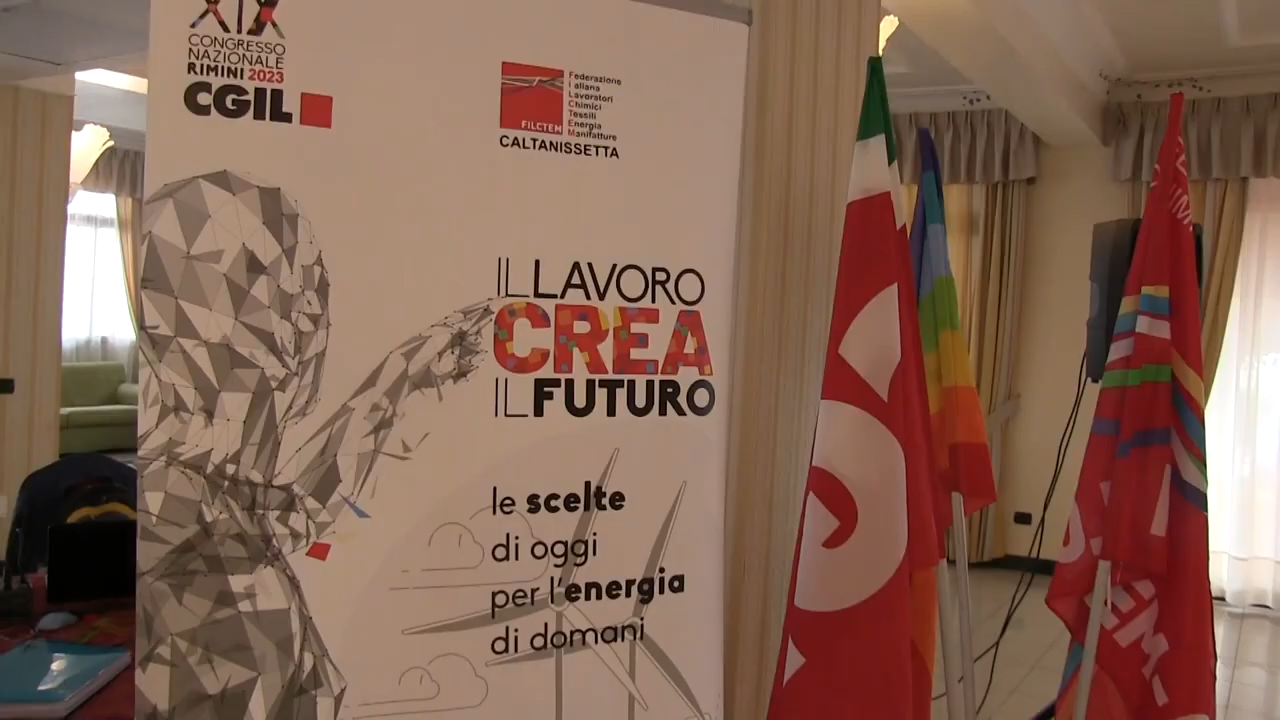 XIX
CONGRESSO
NAZIONALE
RIMINI 2023
CGIL
FILCTEM
Federazione
Italiana
Lavoratori
Chimici
Tessili
Energia
Manifatture
CALTANISSETTA
IL LAVORO
CREA
IL FUTURO
le scelte
di oggi
per l'energia
di domani